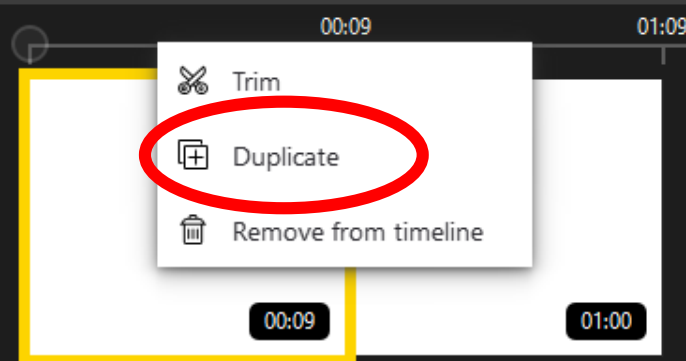 00:09 01:09
Trim
Duplicate
Remove from timeline
00:09 01:00